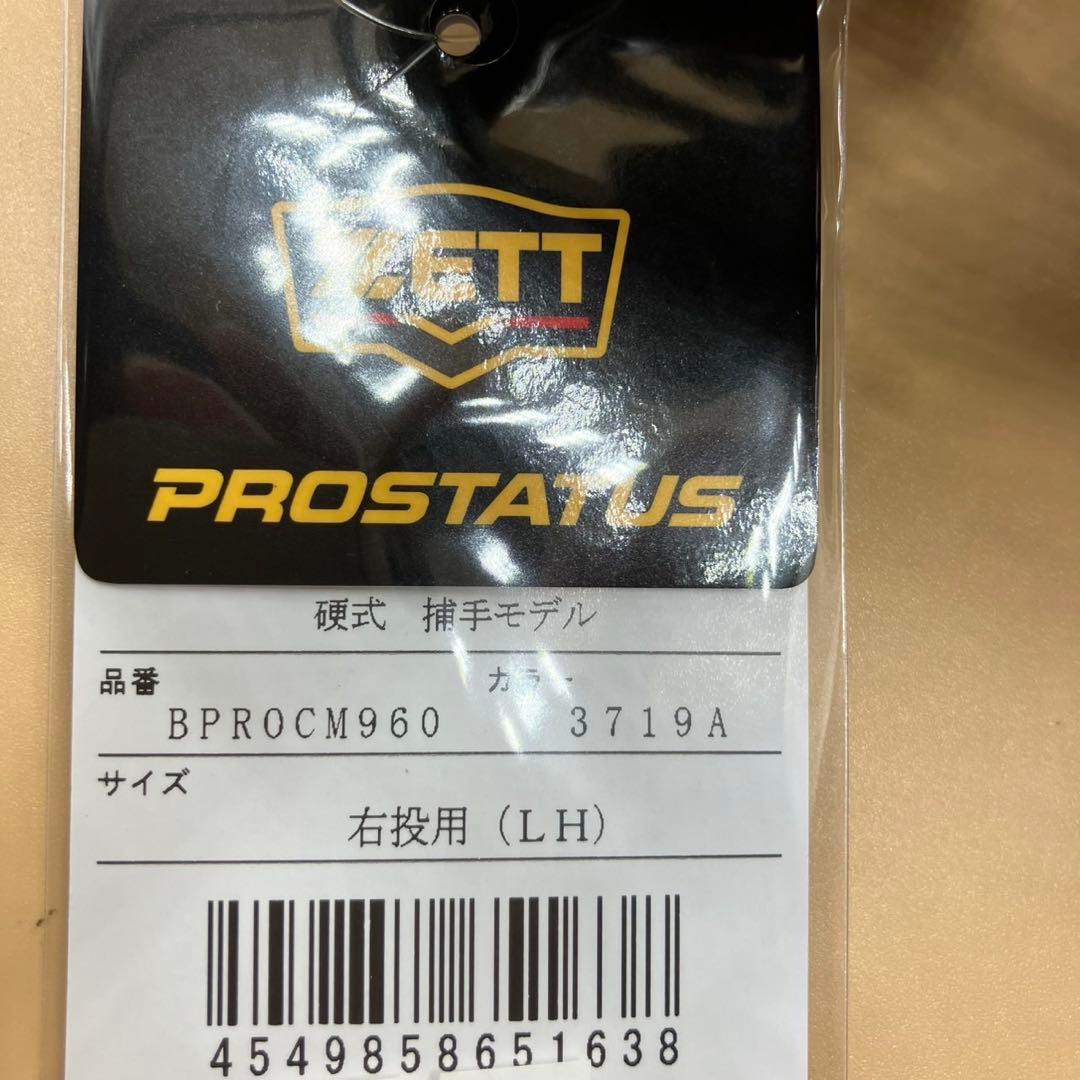 ZETT
PROSTATUS
硬式 捕手モデル
品番 カラー
BPROCM960 3719A
サイズ
右投用 (LH)
4549858651638